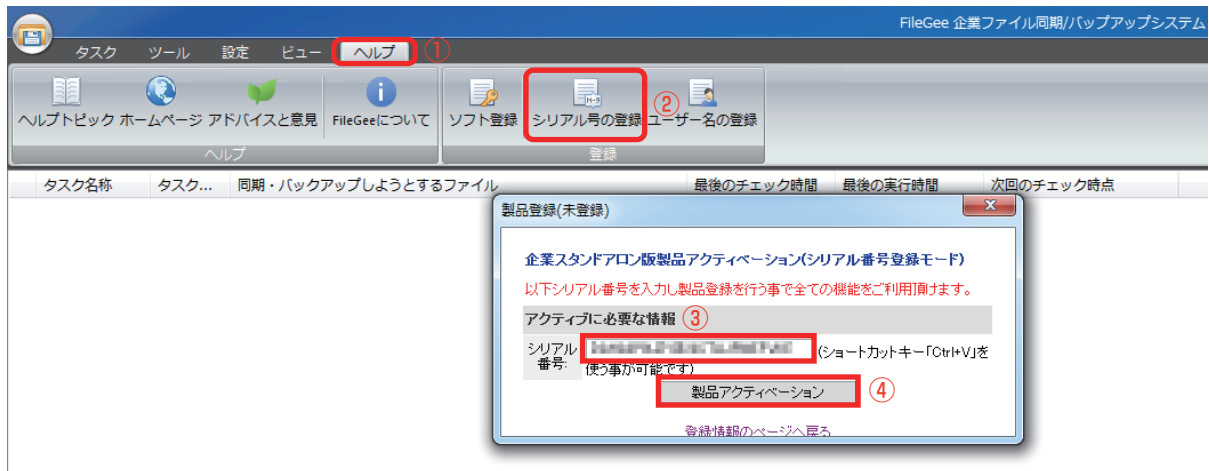 FileGee 企業ファイル同期/バップアップシステム
タスク ツール 設定 ビュー ヘルプ ①
ヘルプトピック ホームページ アドバイスと意見 FileGeeについて ソフト登録 シリアル号の登録 ② ユーザー名の登録
ヘルプ 登録
タスク名称 タスク... 同期・バックアップしようとするファイル 最後のチェック時間 最後の実行時間 次回のチェック時点
製品登録(未登録)
企業スタンドアロン版製品アクティベーション(シリアル番号登録モード)
以下シリアル番号を入力し製品登録を行う事で全ての機能をご利用頂けます。
アクティブに必要な情報 ③
シリアル番号: (ショートカットキー「Ctrl+V」を
使う事が可能です)
製品アクティベーション ④
登録情報のページへ戻る